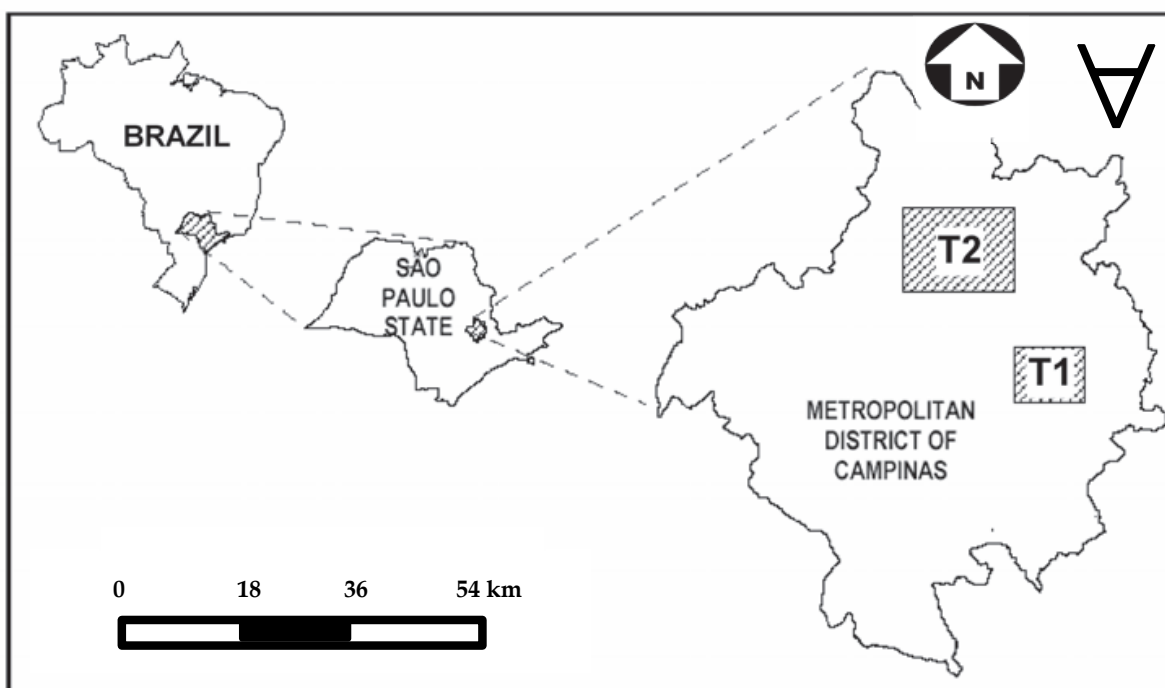 BRAZIL
SÃO
PAULO
STATE
N
∀
T2
T1
METROPOLITAN
DISTRICT OF
CAMPINAS
0 18 36 54 km